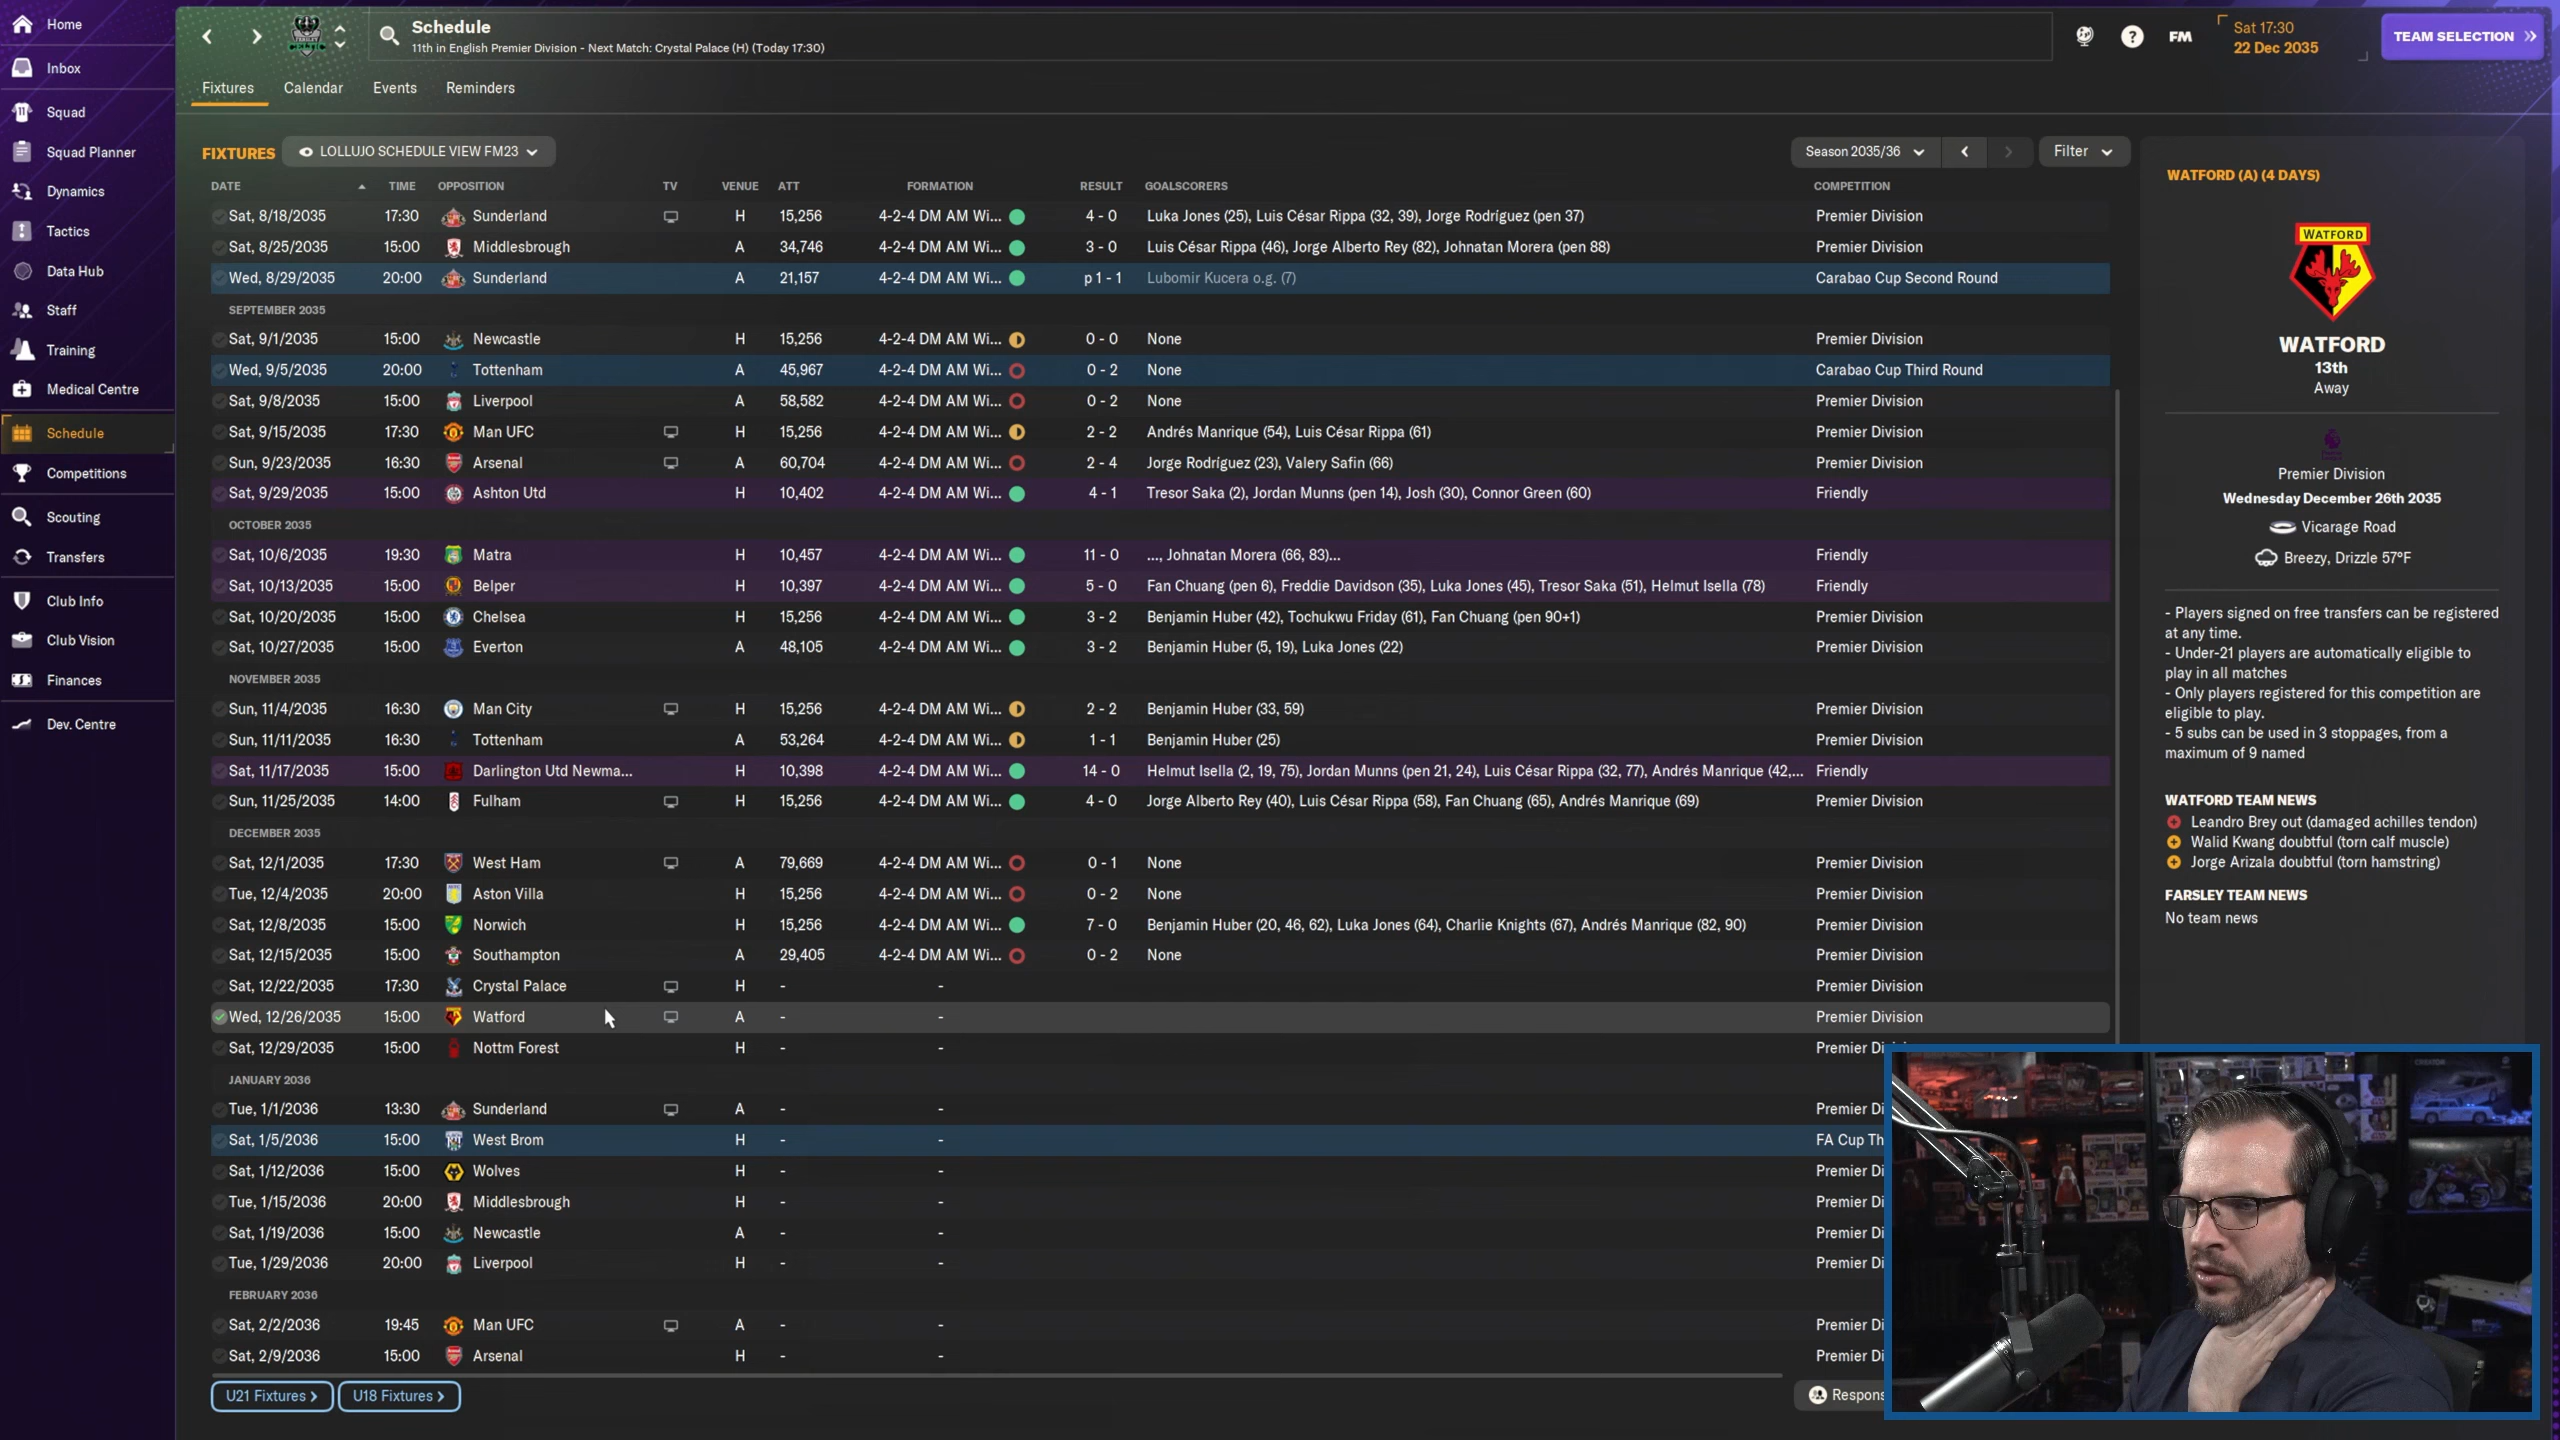 Home
Inbox
Squad
Squad Planner
Dynamics
Tactics
Data Hub
Staff
Training
Medical Centre
Schedule
Competitions
Scouting
Transfers
Club Info
Club Vision
Finances
Dev. Centre
Schedule
11th in English Premier Division - Next Match: Crystal Palace (H) (Today 17:30)
? FM
Sat 17:30
22 Dec 2035
TEAM SELECTION
Fixtures Calendar Events Reminders
FIXTURES LOLLUJO SCHEDULE VIEW FM23 Season 2035/36 Filter
DATE TIME OPPOSITION TV VENUE ATT FORMATION RESULT GOALSCORERS COMPETITION
Sat, 8/18/2035 17:30 Sunderland H 15,256 4-2-4 DM AM Wi... 4 - 0 Luka Jones (25), Luis César Rippa (32, 39), Jorge Rodríguez (pen 37) Premier Division
Sat, 8/25/2035 15:00 Middlesbrough A 34,746 4-2-4 DM AM Wi... 3 - 0 Luis César Rippa (46), Jorge Alberto Rey (82), Johnatan Morera (pen 88) Premier Division
Wed, 8/29/2035 20:00 Sunderland A 21,157 4-2-4 DM AM Wi... p 1 - 1 Lubomir Kucera o.g. (7) Carabao Cup Second Round
SEPTEMBER 2035
Sat, 9/1/2035 15:00 Newcastle H 15,256 4-2-4 DM AM Wi... 0 - 0 None Premier Division
Wed, 9/5/2035 20:00 Tottenham A 45,967 4-2-4 DM AM Wi... 0 - 2 None Carabao Cup Third Round
Sat, 9/8/2035 15:00 Liverpool A 58,582 4-2-4 DM AM Wi... 0 - 2 None Premier Division
Sat, 9/15/2035 17:30 Man UFC H 15,256 4-2-4 DM AM Wi... 2 - 2 Andrés Manrique (54), Luis César Rippa (61) Premier Division
Sun, 9/23/2035 16:30 Arsenal A 60,704 4-2-4 DM AM Wi... 2 - 4 Jorge Rodríguez (23), Valery Safin (66) Premier Division
Sat, 9/29/2035 15:00 Ashton Utd H 10,402 4-2-4 DM AM Wi... 4 - 1 Tresor Saka (2), Jordan Munns (pen 14), Josh (30), Connor Green (60) Friendly
OCTOBER 2035
Sat, 10/6/2035 19:30 Matra H 10,457 4-2-4 DM AM Wi... 11 - 0 ..., Johnatan Morera (66, 83)... Friendly
Sat, 10/13/2035 15:00 Belper H 10,397 4-2-4 DM AM Wi... 5 - 0 Fan Chuang (pen 6), Freddie Davidson (35), Luka Jones (45), Tresor Saka (51), Helmut Isella (78) Friendly
Sat, 10/20/2035 15:00 Chelsea H 15,256 4-2-4 DM AM Wi... 3 - 2 Benjamin Huber (42), Tochukwu Friday (61), Fan Chuang (pen 90+1) Premier Division
Sat, 10/27/2035 15:00 Everton A 48,105 4-2-4 DM AM Wi... 3 - 2 Benjamin Huber (5, 19), Luka Jones (22) Premier Division
NOVEMBER 2035
Sun, 11/4/2035 16:30 Man City H 15,256 4-2-4 DM AM Wi... 2 - 2 Benjamin Huber (33, 59) Premier Division
Sun, 11/11/2035 16:30 Tottenham A 53,264 4-2-4 DM AM Wi... 1 - 1 Benjamin Huber (25) Premier Division
Sat, 11/17/2035 15:00 Darlington Utd Newma... H 10,398 4-2-4 DM AM Wi... 14 - 0 Helmut Isella (2, 19, 75), Jordan Munns (pen 21, 24), Luis César Rippa (32, 77), Andrés Manrique (42,... Friendly
Sun, 11/25/2035 14:00 Fulham H 15,256 4-2-4 DM AM Wi... 4 - 0 Jorge Alberto Rey (40), Luis César Rippa (58), Fan Chuang (65), Andrés Manrique (69) Premier Division
DECEMBER 2035
Sat, 12/1/2035 17:30 West Ham A 79,669 4-2-4 DM AM Wi... 0 - 1 None Premier Division
Tue, 12/4/2035 20:00 Aston Villa H 15,256 4-2-4 DM AM Wi... 0 - 2 None Premier Division
Sat, 12/8/2035 15:00 Norwich H 15,256 4-2-4 DM AM Wi... 7 - 0 Benjamin Huber (20, 46, 62), Luka Jones (64), Charlie Knights (67), Andrés Manrique (82, 90) Premier Division
Sat, 12/15/2035 15:00 Southampton A 29,405 4-2-4 DM AM Wi... 0 - 2 None Premier Division
Sat, 12/22/2035 17:30 Crystal Palace H - - Premier Division
Wed, 12/26/2035 15:00 Watford A - - Premier Division
Sat, 12/29/2035 15:00 Nottm Forest H - - Premier Di
JANUARY 2036
Tue, 1/1/2036 13:30 Sunderland A - - Premier Di
Sat, 1/5/2036 15:00 West Brom H - - FA Cup Th
Sat, 1/12/2036 15:00 Wolves H - - Premier Di
Tue, 1/15/2036 20:00 Middlesbrough H - - Premier Di
Sat, 1/19/2036 15:00 Newcastle A - - Premier Di
Tue, 1/29/2036 20:00 Liverpool H - - Premier Di
FEBRUARY 2036
Sat, 2/2/2036 19:45 Man UFC A - - Premier Di
Sat, 2/9/2036 15:00 Arsenal H - - Premier Di
U21 Fixtures > U18 Fixtures > Respons
WATFORD (A) (4 DAYS)
WATFORD
WATFORD
13th
Away
Premier Division
Wednesday December 26th 2035
Vicarage Road
Breezy, Drizzle 57°F
- Players signed on free transfers can be registered
at any time.
- Under-21 players are automatically eligible to
play in all matches
- Only players registered for this competition are
eligible to play.
- 5 subs can be used in 3 stoppages, from a
maximum of 9 named
WATFORD TEAM NEWS
Leandro Brey out (damaged achilles tendon)
Walid Kwang doubtful (torn calf muscle)
Jorge Arizala doubtful (torn hamstring)
FARSLEY TEAM NEWS
No team news